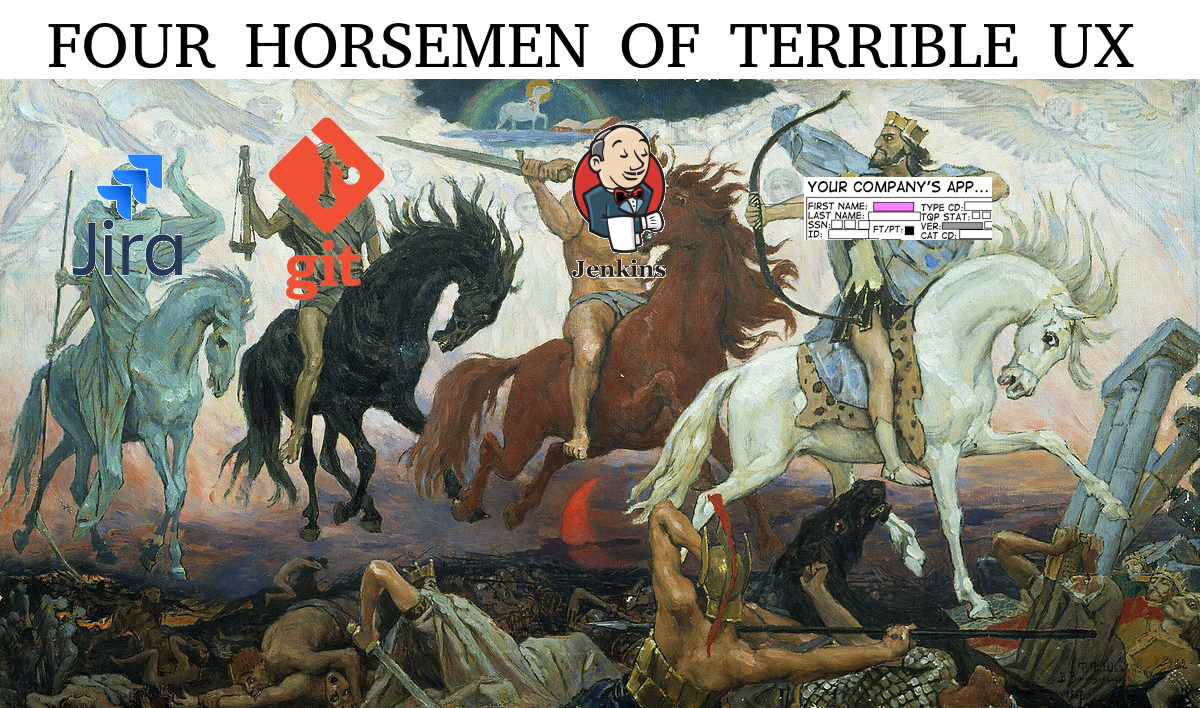 FOUR HORSEMEN OF TERRIBLE UX
Jira
git
Jenkins
YOUR COMPANY'S APP...
FIRST NAME: TYPE CD:
LAST NAME: TQP STAT:
SSN: FT/PT: VER:
ID: CAT CD: